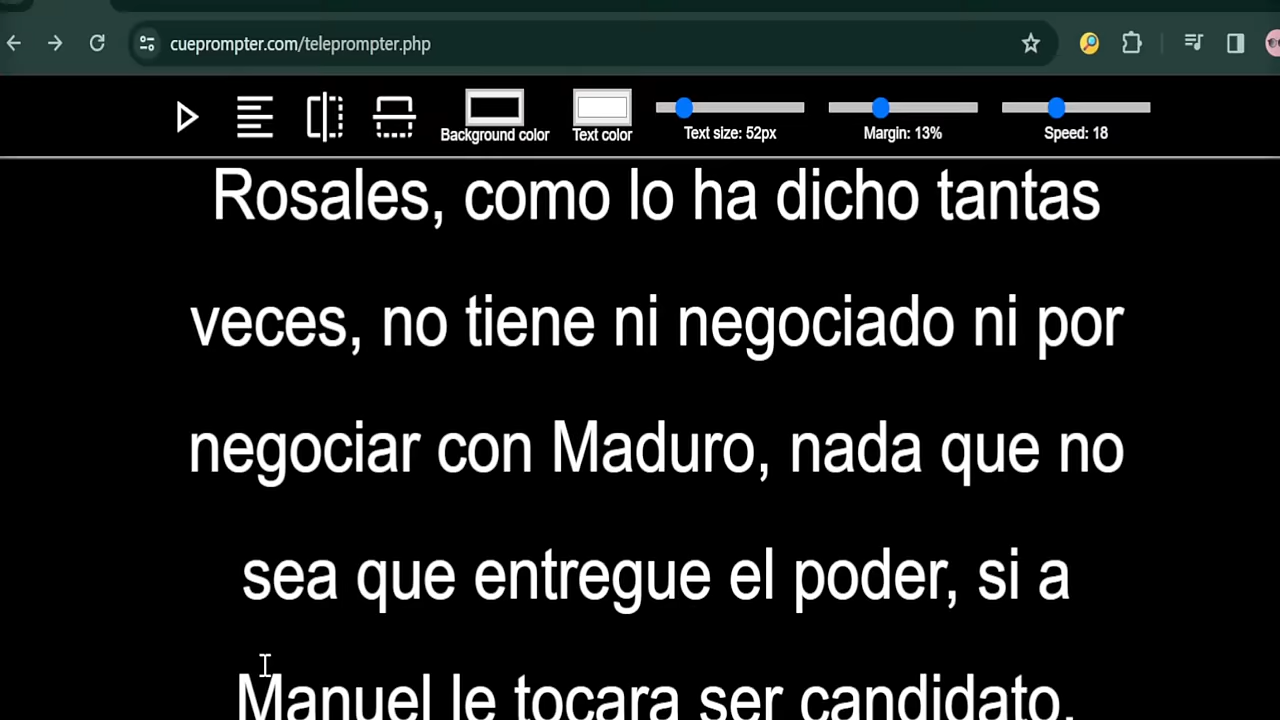 cueprompter.com/teleprompter.php
Background color
Text color
Text size: 52px
Margin: 13%
Speed: 18
Rosales, como lo ha dicho tantas
veces, no tiene ni negociado ni por
negociar con Maduro, nada que no
sea que entregue el poder, si a
Manuel le tocara ser candidato,